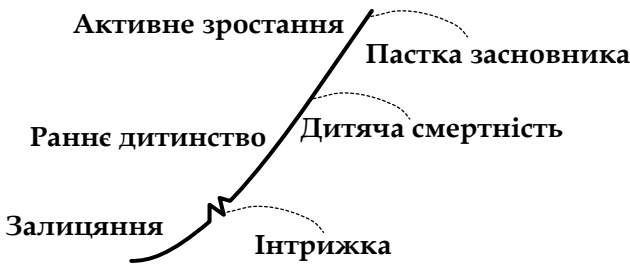 Активне зростання
Пастка засновника
Дитяча смертність
Раннє дитинство
Залицяння
Інтрижка